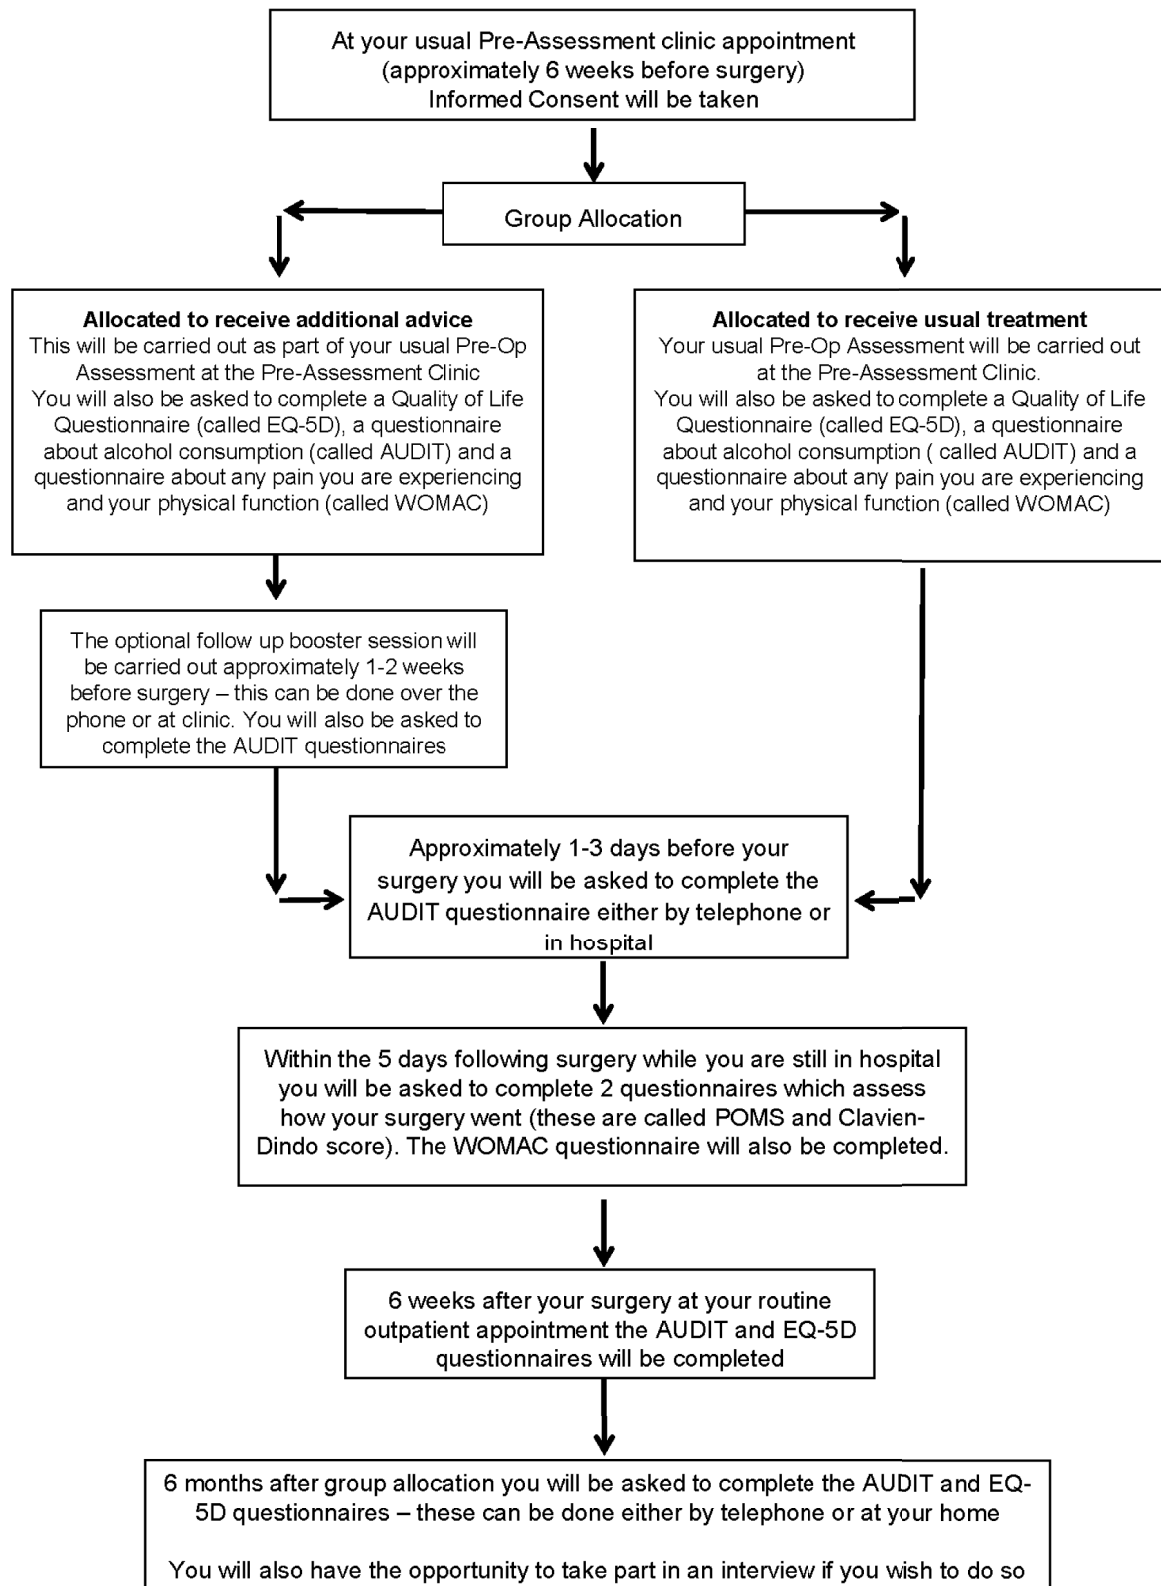 At your usual Pre-Assessment clinic appointment
(approximately 6 weeks before surgery)
Informed Consent will be taken
Group Allocation
Allocated to receive additional advice
This will be carried out as part of your usual Pre-Op
Assessment at the Pre-Assessment Clinic
You will also be asked to complete a Quality of Life
Questionnaire (called EQ-5D), a questionnaire
about alcohol consumption (called AUDIT) and a
questionnaire about any pain you are experiencing
and your physical function (called WOMAC)
Allocated to receive usual treatment
Your usual Pre-Op Assessment will be carried out
at the Pre-Assessment Clinic.
You will also be asked to complete a Quality of Life
Questionnaire (called EQ-5D), a questionnaire
about alcohol consumption ( called AUDIT) and a
questionnaire about any pain you are experiencing
and your physical function (called WOMAC)
The optional follow up booster session will
be carried out approximately 1-2 weeks
before surgery – this can be done over the
phone or at clinic. You will also be asked to
complete the AUDIT questionnaires
Approximately 1-3 days before your
surgery you will be asked to complete the
AUDIT questionnaire either by telephone or
in hospital
Within the 5 days following surgery while you are still in hospital
you will be asked to complete 2 questionnaires which assess
how your surgery went (these are called POMS and Clavien-
Dindo score). The WOMAC questionnaire will also be completed.
6 weeks after your surgery at your routine
outpatient appointment the AUDIT and EQ-5D
questionnaires will be completed
6 months after group allocation you will be asked to complete the AUDIT and EQ-
5D questionnaires – these can be done either by telephone or at your home
You will also have the opportunity to take part in an interview if you wish to do so